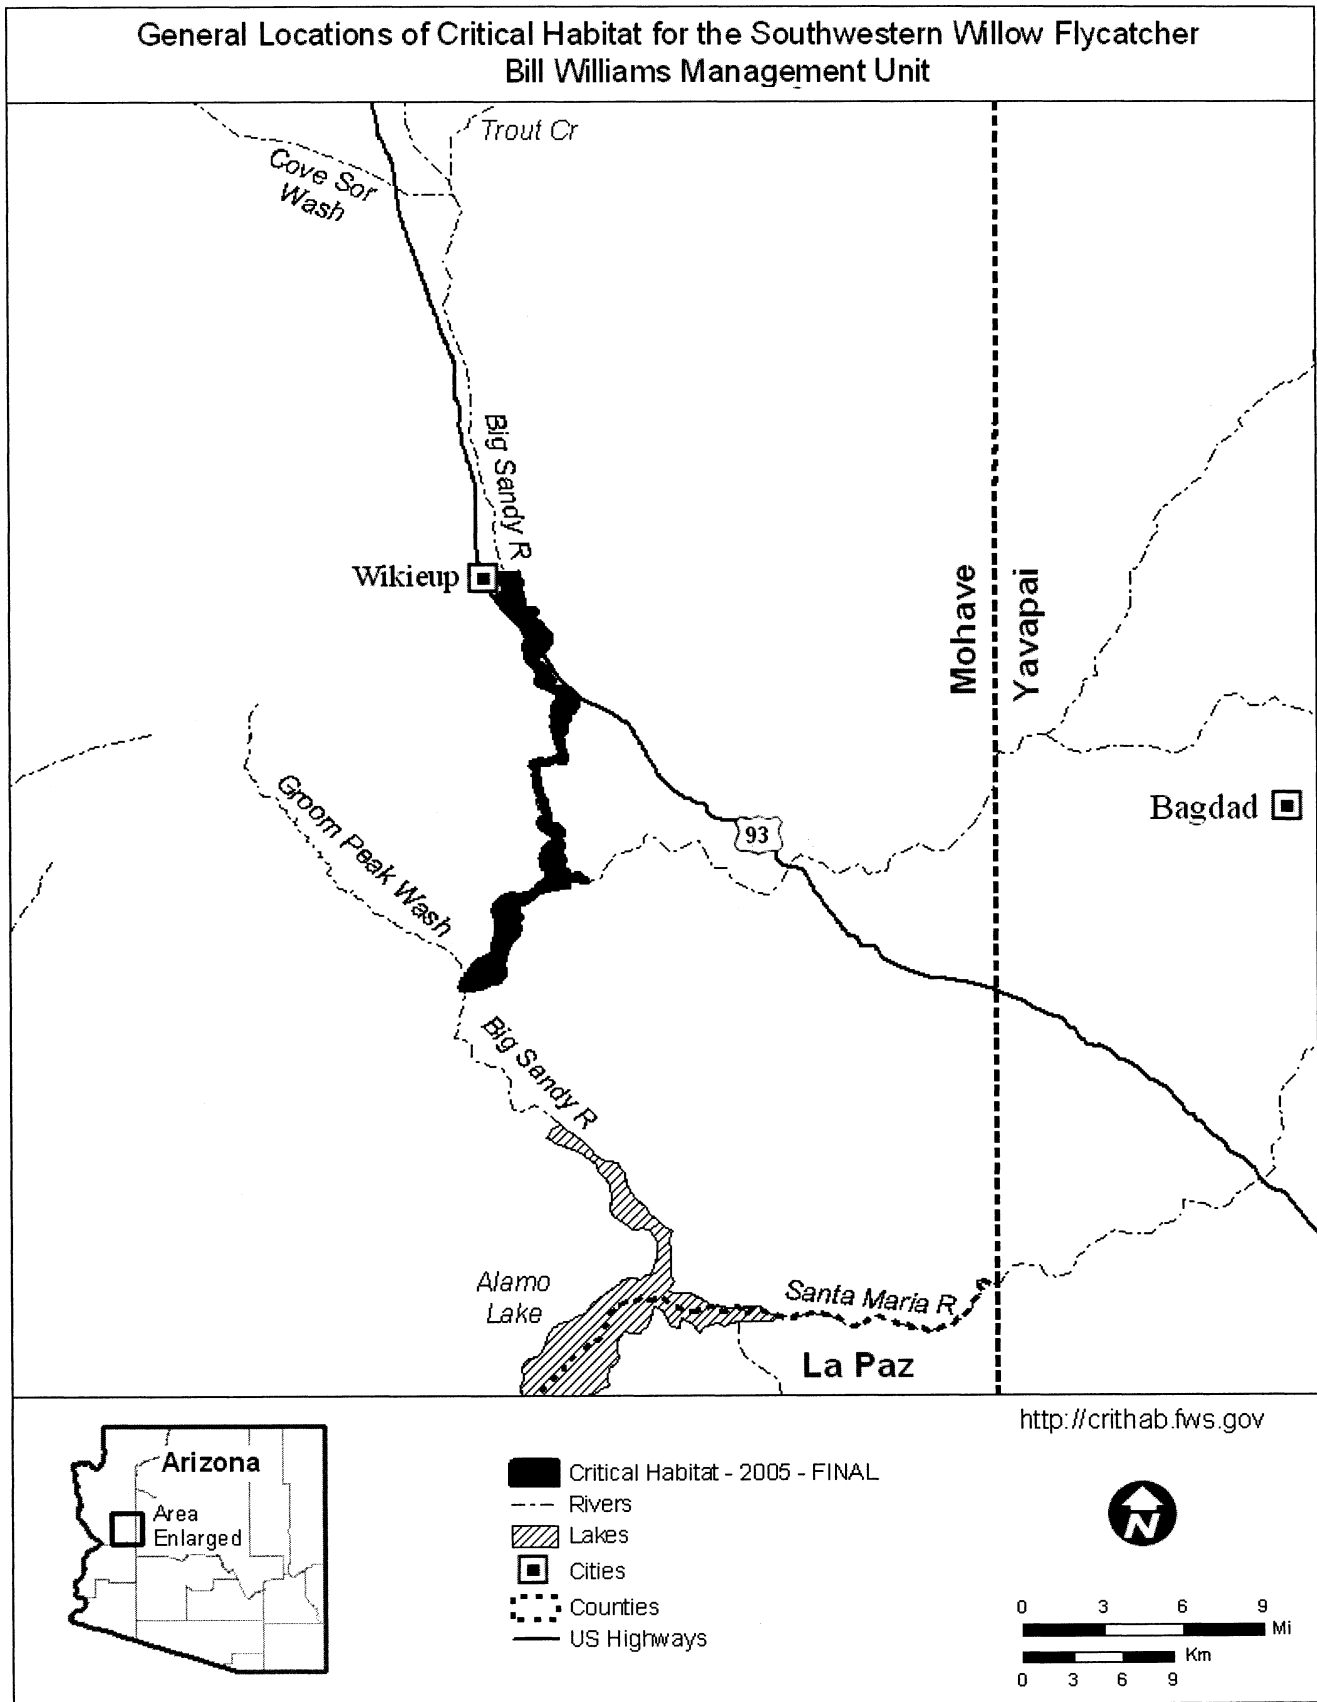 General Locations of Critical Habitat for the Southwestern Willow Flycatcher
Bill Williams Management Unit
Trout Cr
Cove Sof
Wash
Big Sandy R
Wikieup
Mohave
Yavapai
Groom Peak Wash
93
Bagdad
Big Sandy R
Alamo
Lake
Santa Maria R
La Paz
http://crithab.fws.gov
Arizona
Area
Enlarged
Critical Habitat - 2005 - FINAL
Rivers
Lakes
Cities
Counties
US Highways
N
0 3 6 9
Mi
Km
0 3 6 9